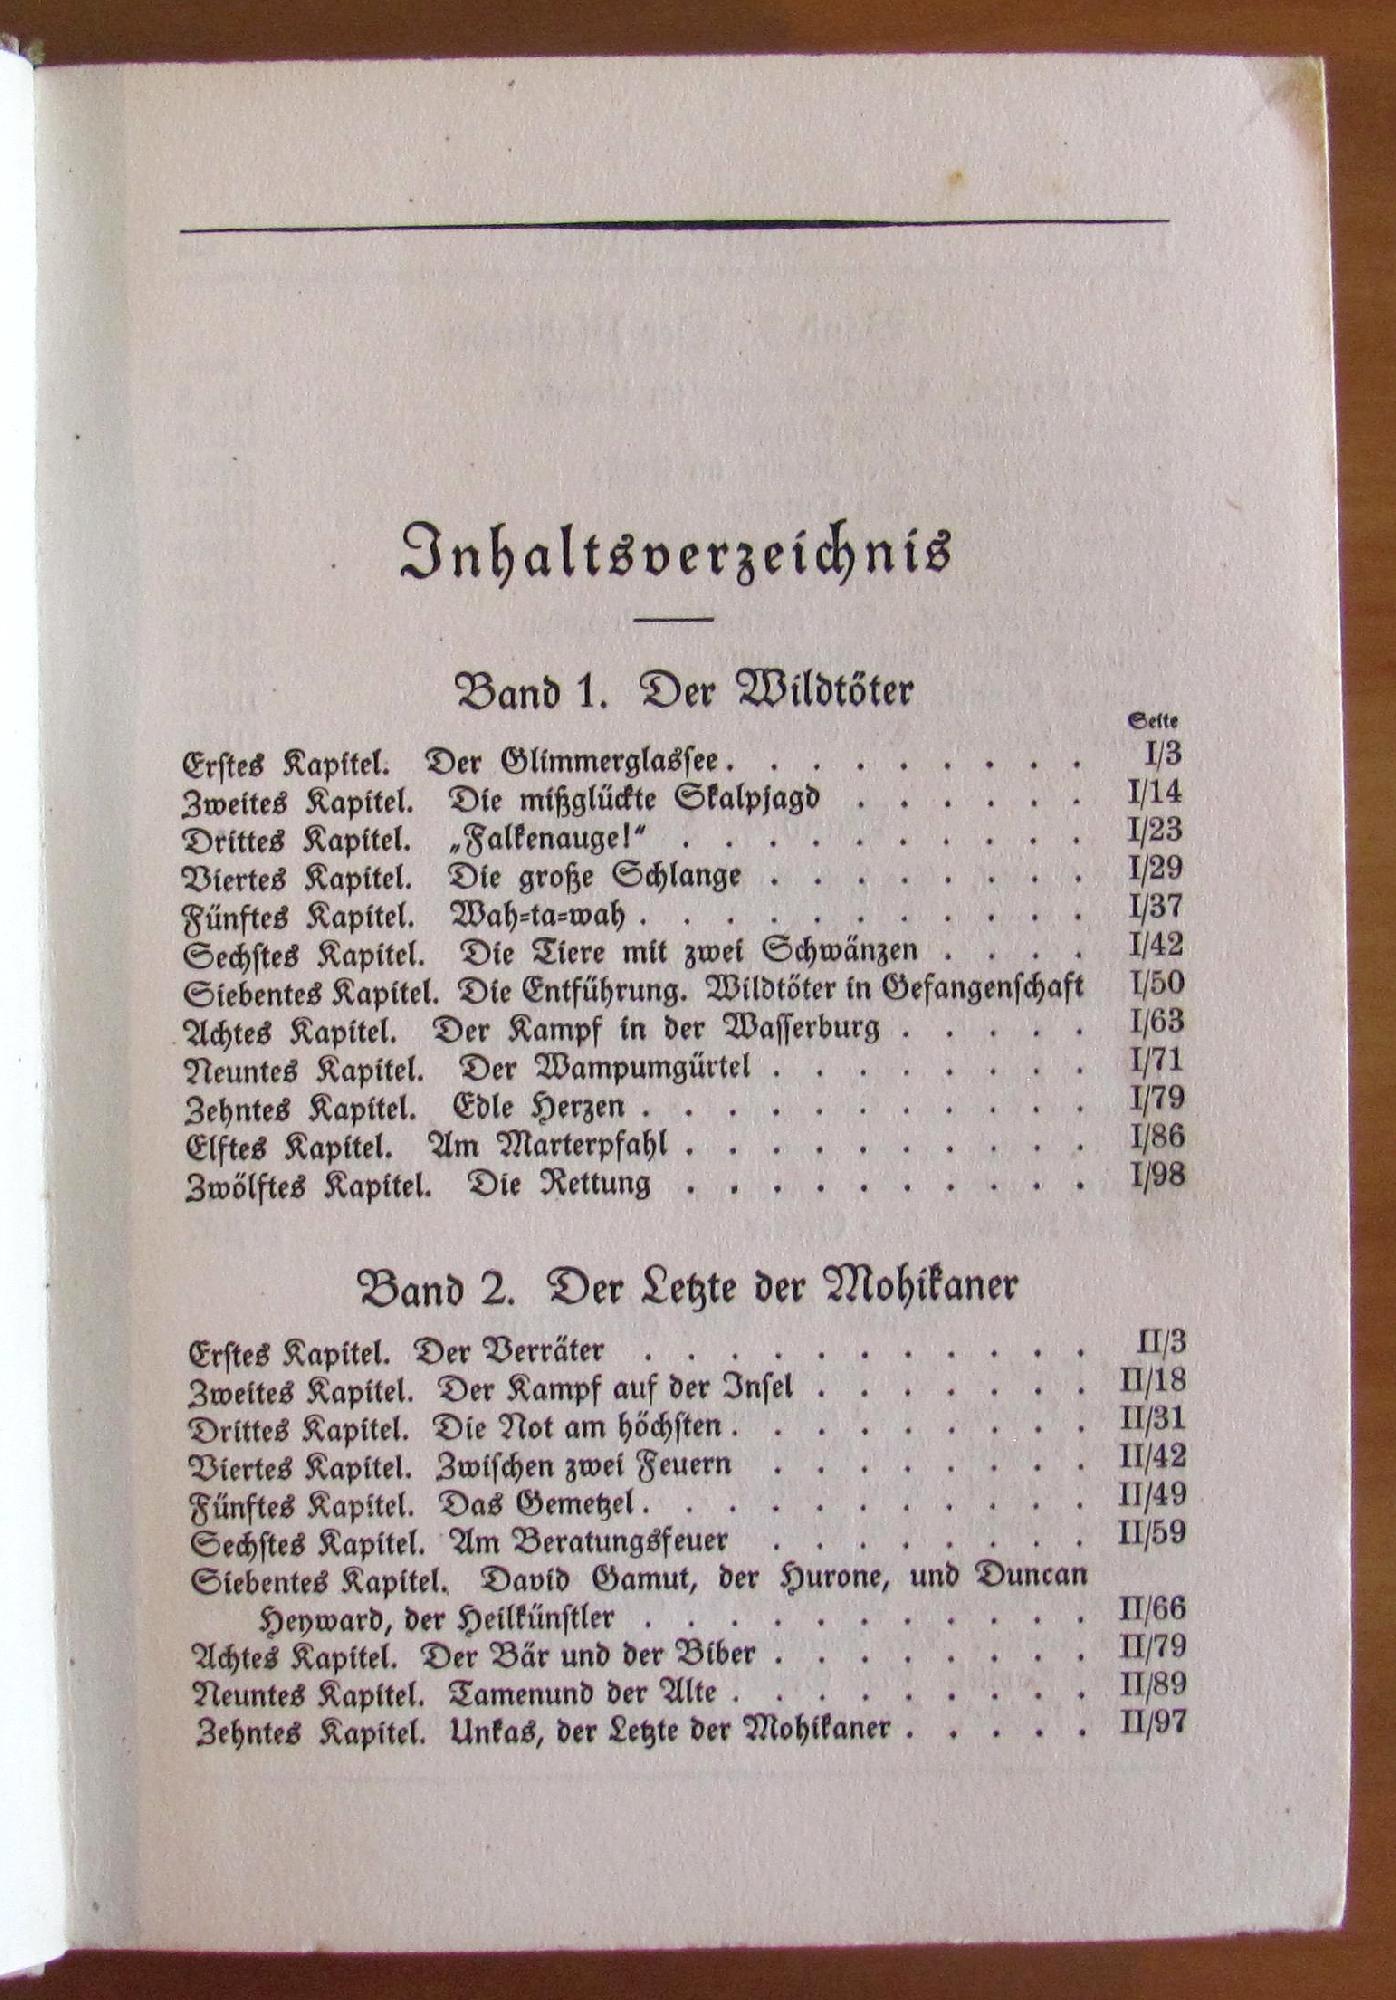 Inhaltsverzeichnis
Band 1. Der Wildtöter
Seite
Erstes Kapitel. Der Glimmerglassee . . . . . . . . . I/3
Zweites Kapitel. Die mißglückte Skalpjagd . . . . . . I/14
Drittes Kapitel. „Falkenauge!“ . . . . . . . . . . I/23
Viertes Kapitel. Die große Schlange . . . . . . . . I/29
Fünftes Kapitel. Wah-ta-wah . . . . . . . . . . . I/37
Sechstes Kapitel. Die Tiere mit zwei Schwänzen . . . . I/42
Siebentes Kapitel. Die Entführung. Wildtöter in Gefangenschaft I/50
Achtes Kapitel. Der Kampf in der Wasserburg . . . . . I/63
Neuntes Kapitel. Der Wampumgürtel . . . . . . . . I/71
Zehntes Kapitel. Edle Herzen . . . . . . . . . . . I/79
Elftes Kapitel. Am Marterpfahl . . . . . . . . . . I/86
Zwölftes Kapitel. Die Rettung . . . . . . . . . . I/98
Band 2. Der Letzte der Mohikaner
Erstes Kapitel. Der Verräter . . . . . . . . . . . II/3
Zweites Kapitel. Der Kampf auf der Insel . . . . . . . II/18
Drittes Kapitel. Die Not am höchsten . . . . . . . . . II/31
Viertes Kapitel. Zwischen zwei Feuern . . . . . . . . II/42
Fünftes Kapitel. Das Gemetzel . . . . . . . . . . . II/49
Sechstes Kapitel. Am Beratungsfeuer . . . . . . . . II/59
Siebentes Kapitel. David Gamut, der Hurone, und Duncan
Heyward, der Heilkünstler . . . . . . . . . . . II/66
Achtes Kapitel. Der Bär und der Biber . . . . . . . . II/79
Neuntes Kapitel. Tamenund der Alte . . . . . . . . . II/89
Zehntes Kapitel. Unkas, der Letzte der Mohikaner . . . . . II/97